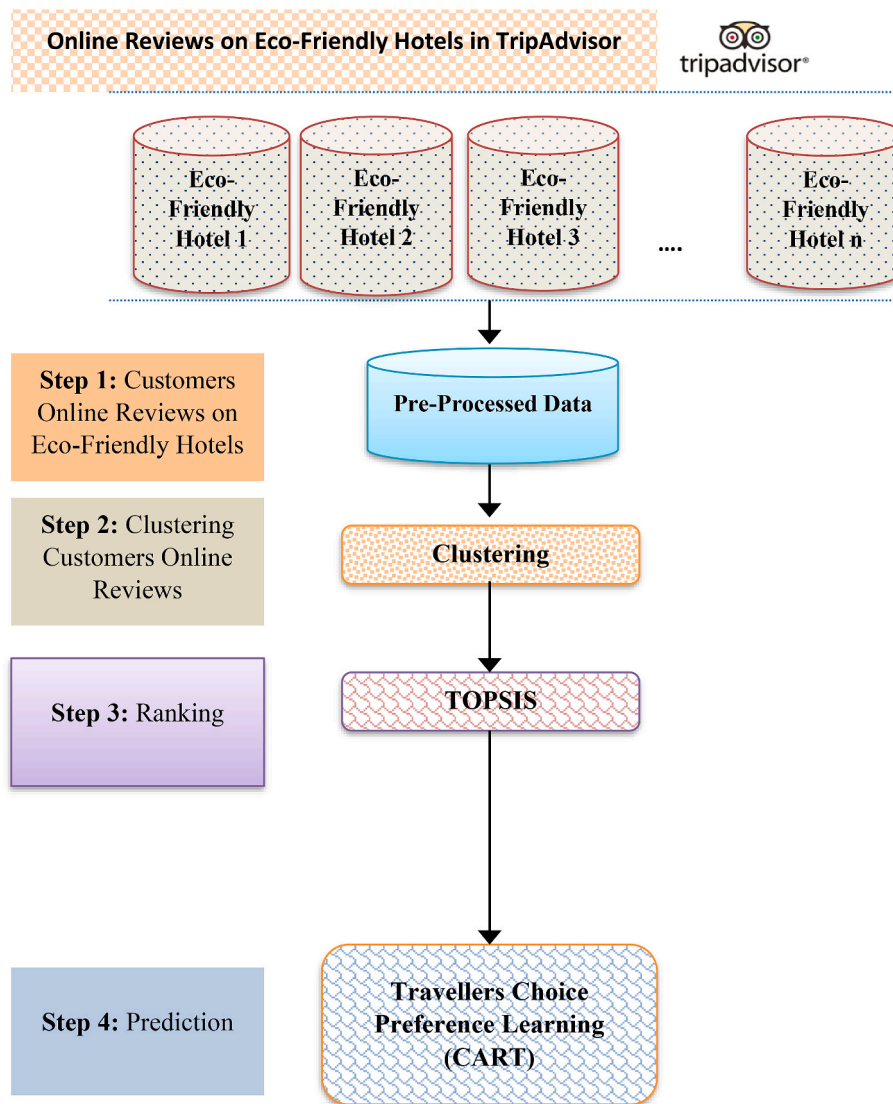 Online Reviews on Eco-Friendly Hotels in TripAdvisor
tripadvisor®
Eco-
Friendly
Hotel 1
Eco-
Friendly
Hotel 2
Eco-
Friendly
Hotel 3
....
Eco-
Friendly
Hotel n
Step 1: Customers
Online Reviews on
Eco-Friendly Hotels
Pre-Processed Data
Step 2: Clustering
Customers Online
Reviews
Clustering
Step 3: Ranking
TOPSIS
Step 4: Prediction
Travellers Choice
Preference Learning
(CART)